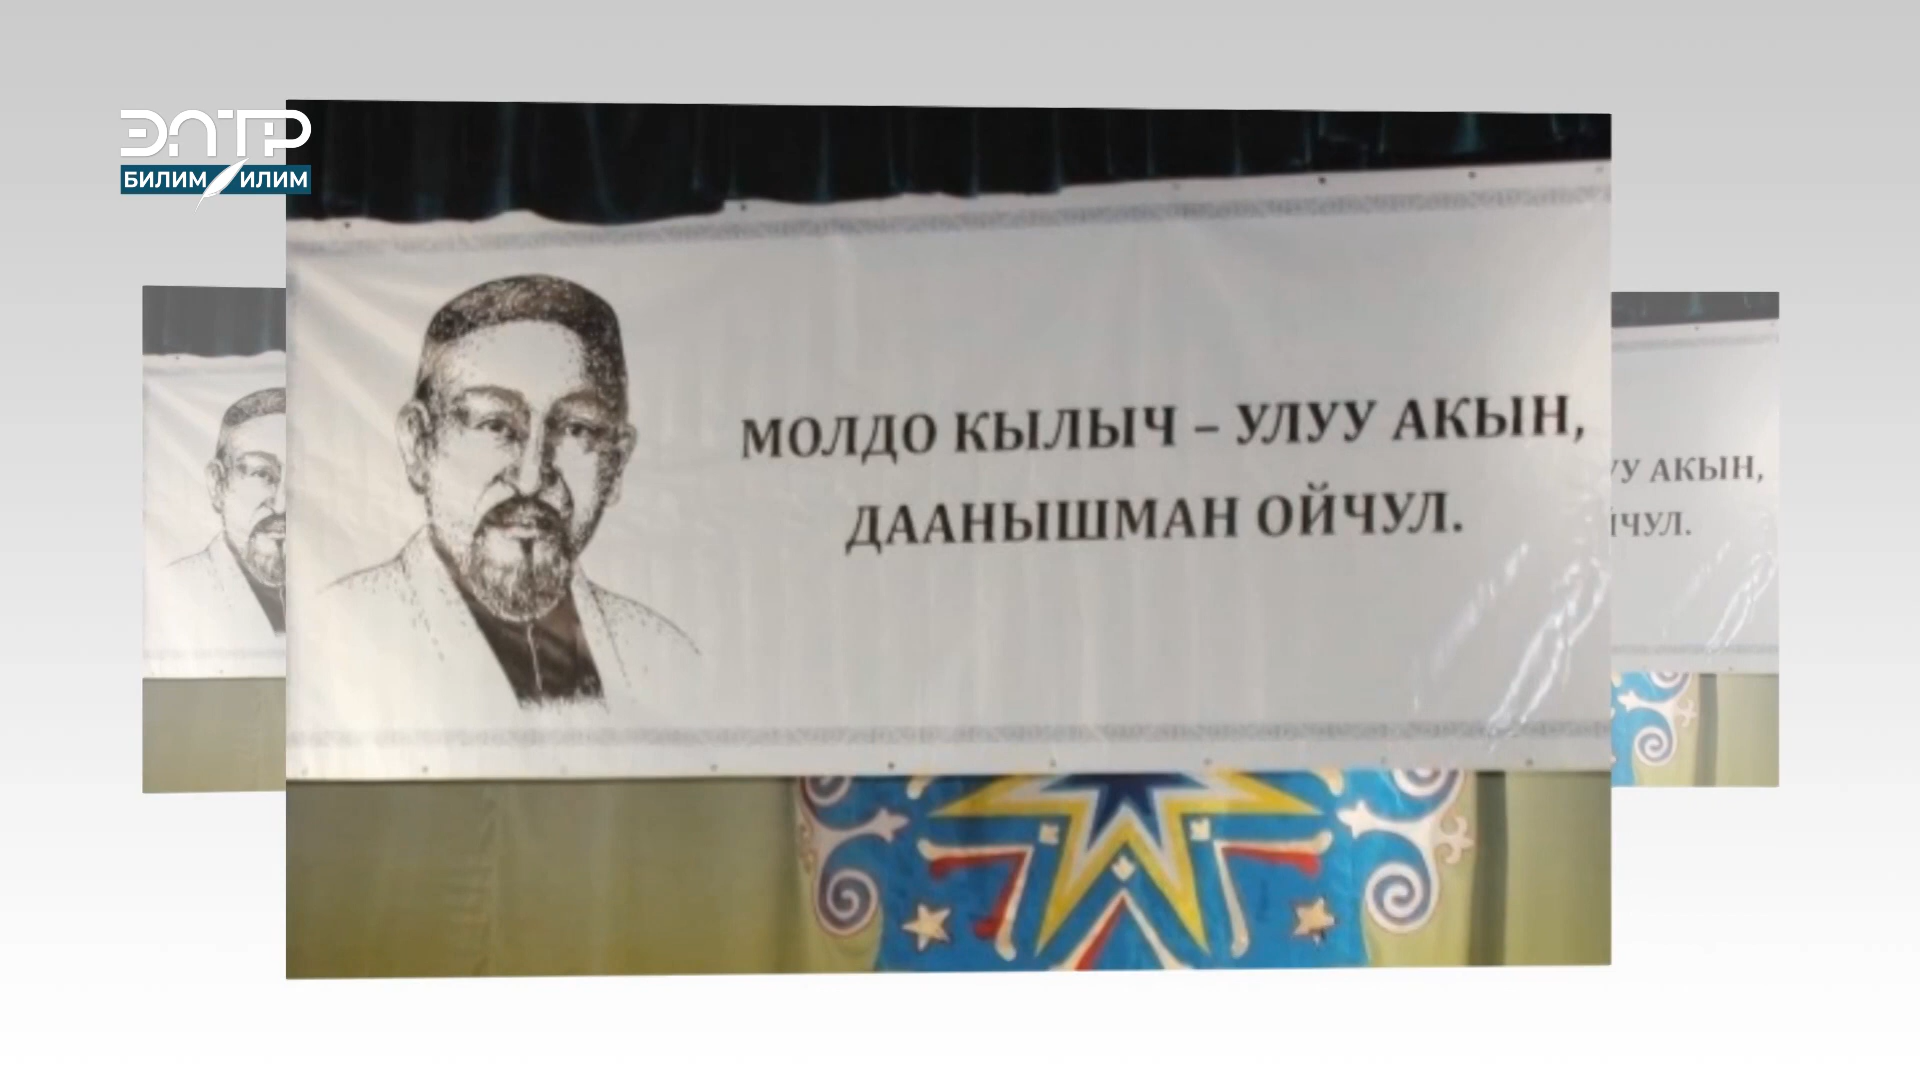 ЭЛТР
БИЛИМ ИЛИМ
МОЛДО КЫЛЫЧ – УЛУУ АКЫН,
ДААНЫШМАН ОЙЧУЛ.
УУ АКЫН,
ЙЧУЛ.